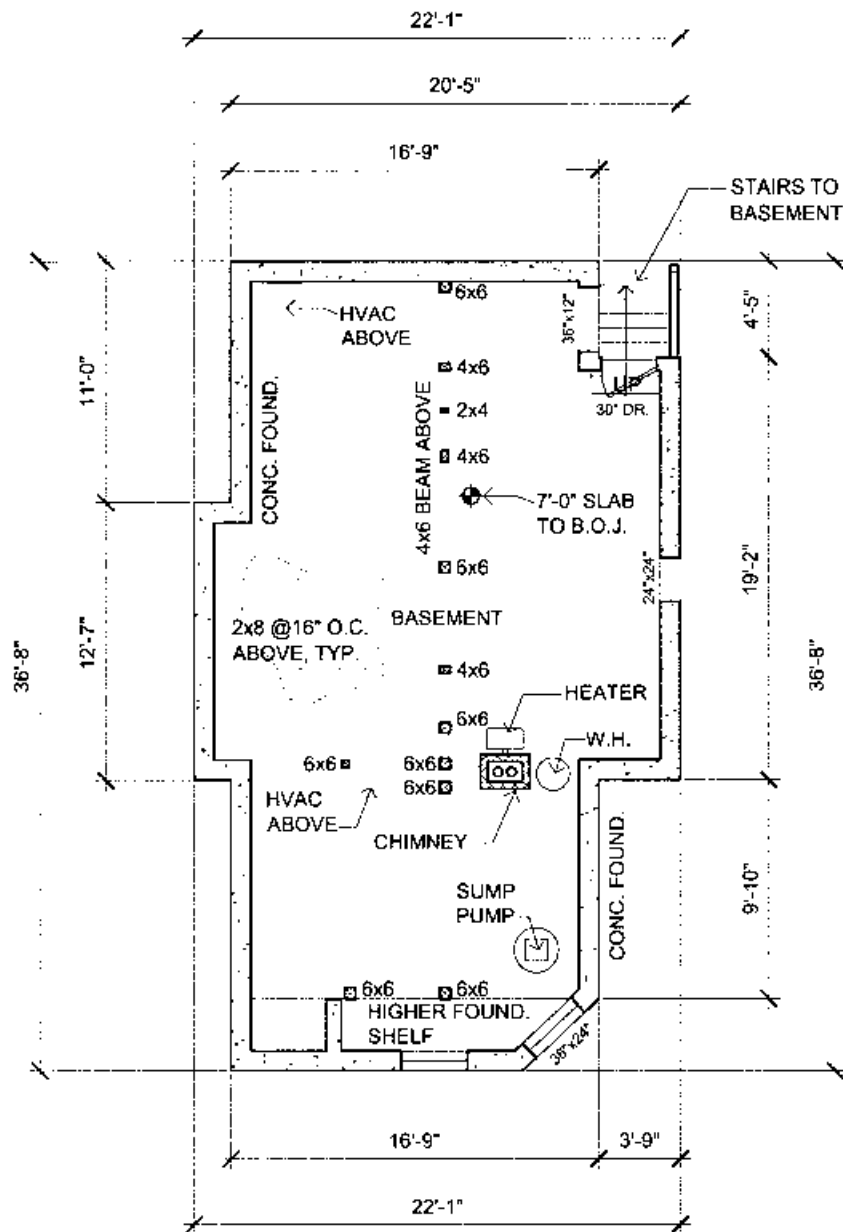 22'-1"
20'-5"
16'-9"
STAIRS TO
BASEMENT
6x6
HVAC
ABOVE
36"x12"
4'-5"
11'-0"
CONC. FOUND.
4x6
2x4
4x6
4x6 BEAM ABOVE
UP
30" DR.
7'-0" SLAB
TO B.O.J.
6x6
24"x24"
19'-2"
BASEMENT
2x8 @16" O.C.
ABOVE, TYP.
12'-7"
36'-8"
36'-8"
4x6
HEATER
6x6
W.H.
6x6
6x6
6x6
HVAC
ABOVE
CHIMNEY
CONC. FOUND.
9'-10"
SUMP
PUMP
6x6
6x6
HIGHER FOUND.
SHELF
36"x24"
16'-9"
3'-9"
22'-1"